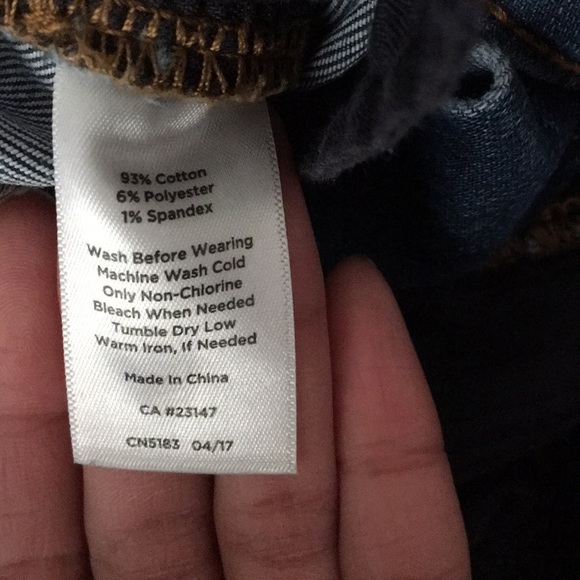 93% Cotton
6% Polyester
1% Spandex
Wash Before Wearing
Machine Wash Cold
Only Non-Chlorine
Bleach When Needed
Tumble Dry Low
Warm Iron, If Needed
Made In China
CA #23147
CN5183 04/17